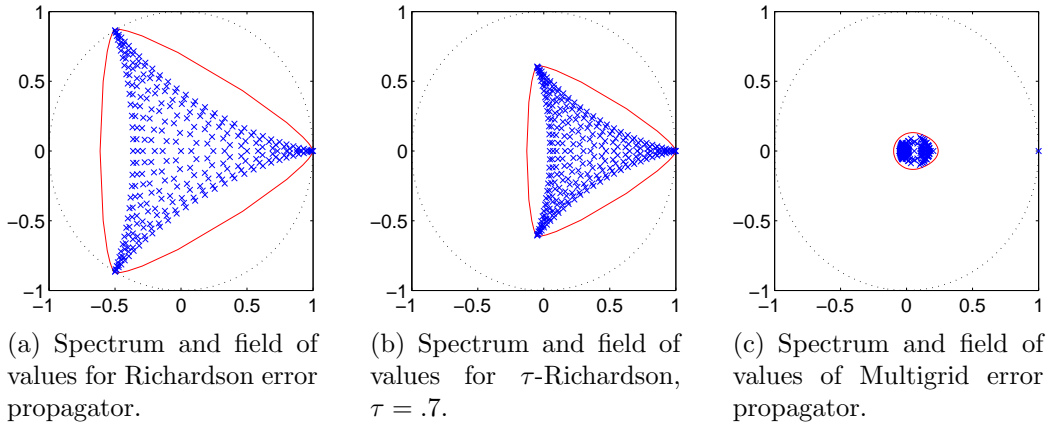 1
0.5
0
−0.5
−1
−1 −0.5 0 0.5 1
1
0.5
0
−0.5
−1
−1 −0.5 0 0.5 1
1
0.5
0
−0.5
−1
−1 −0.5 0 0.5 1
(a) Spectrum and field of
values for Richardson error
propagator.
(b) Spectrum and field of
values for τ-Richardson,
τ = .7.
(c) Spectrum and field of
values of Multigrid error
propagator.